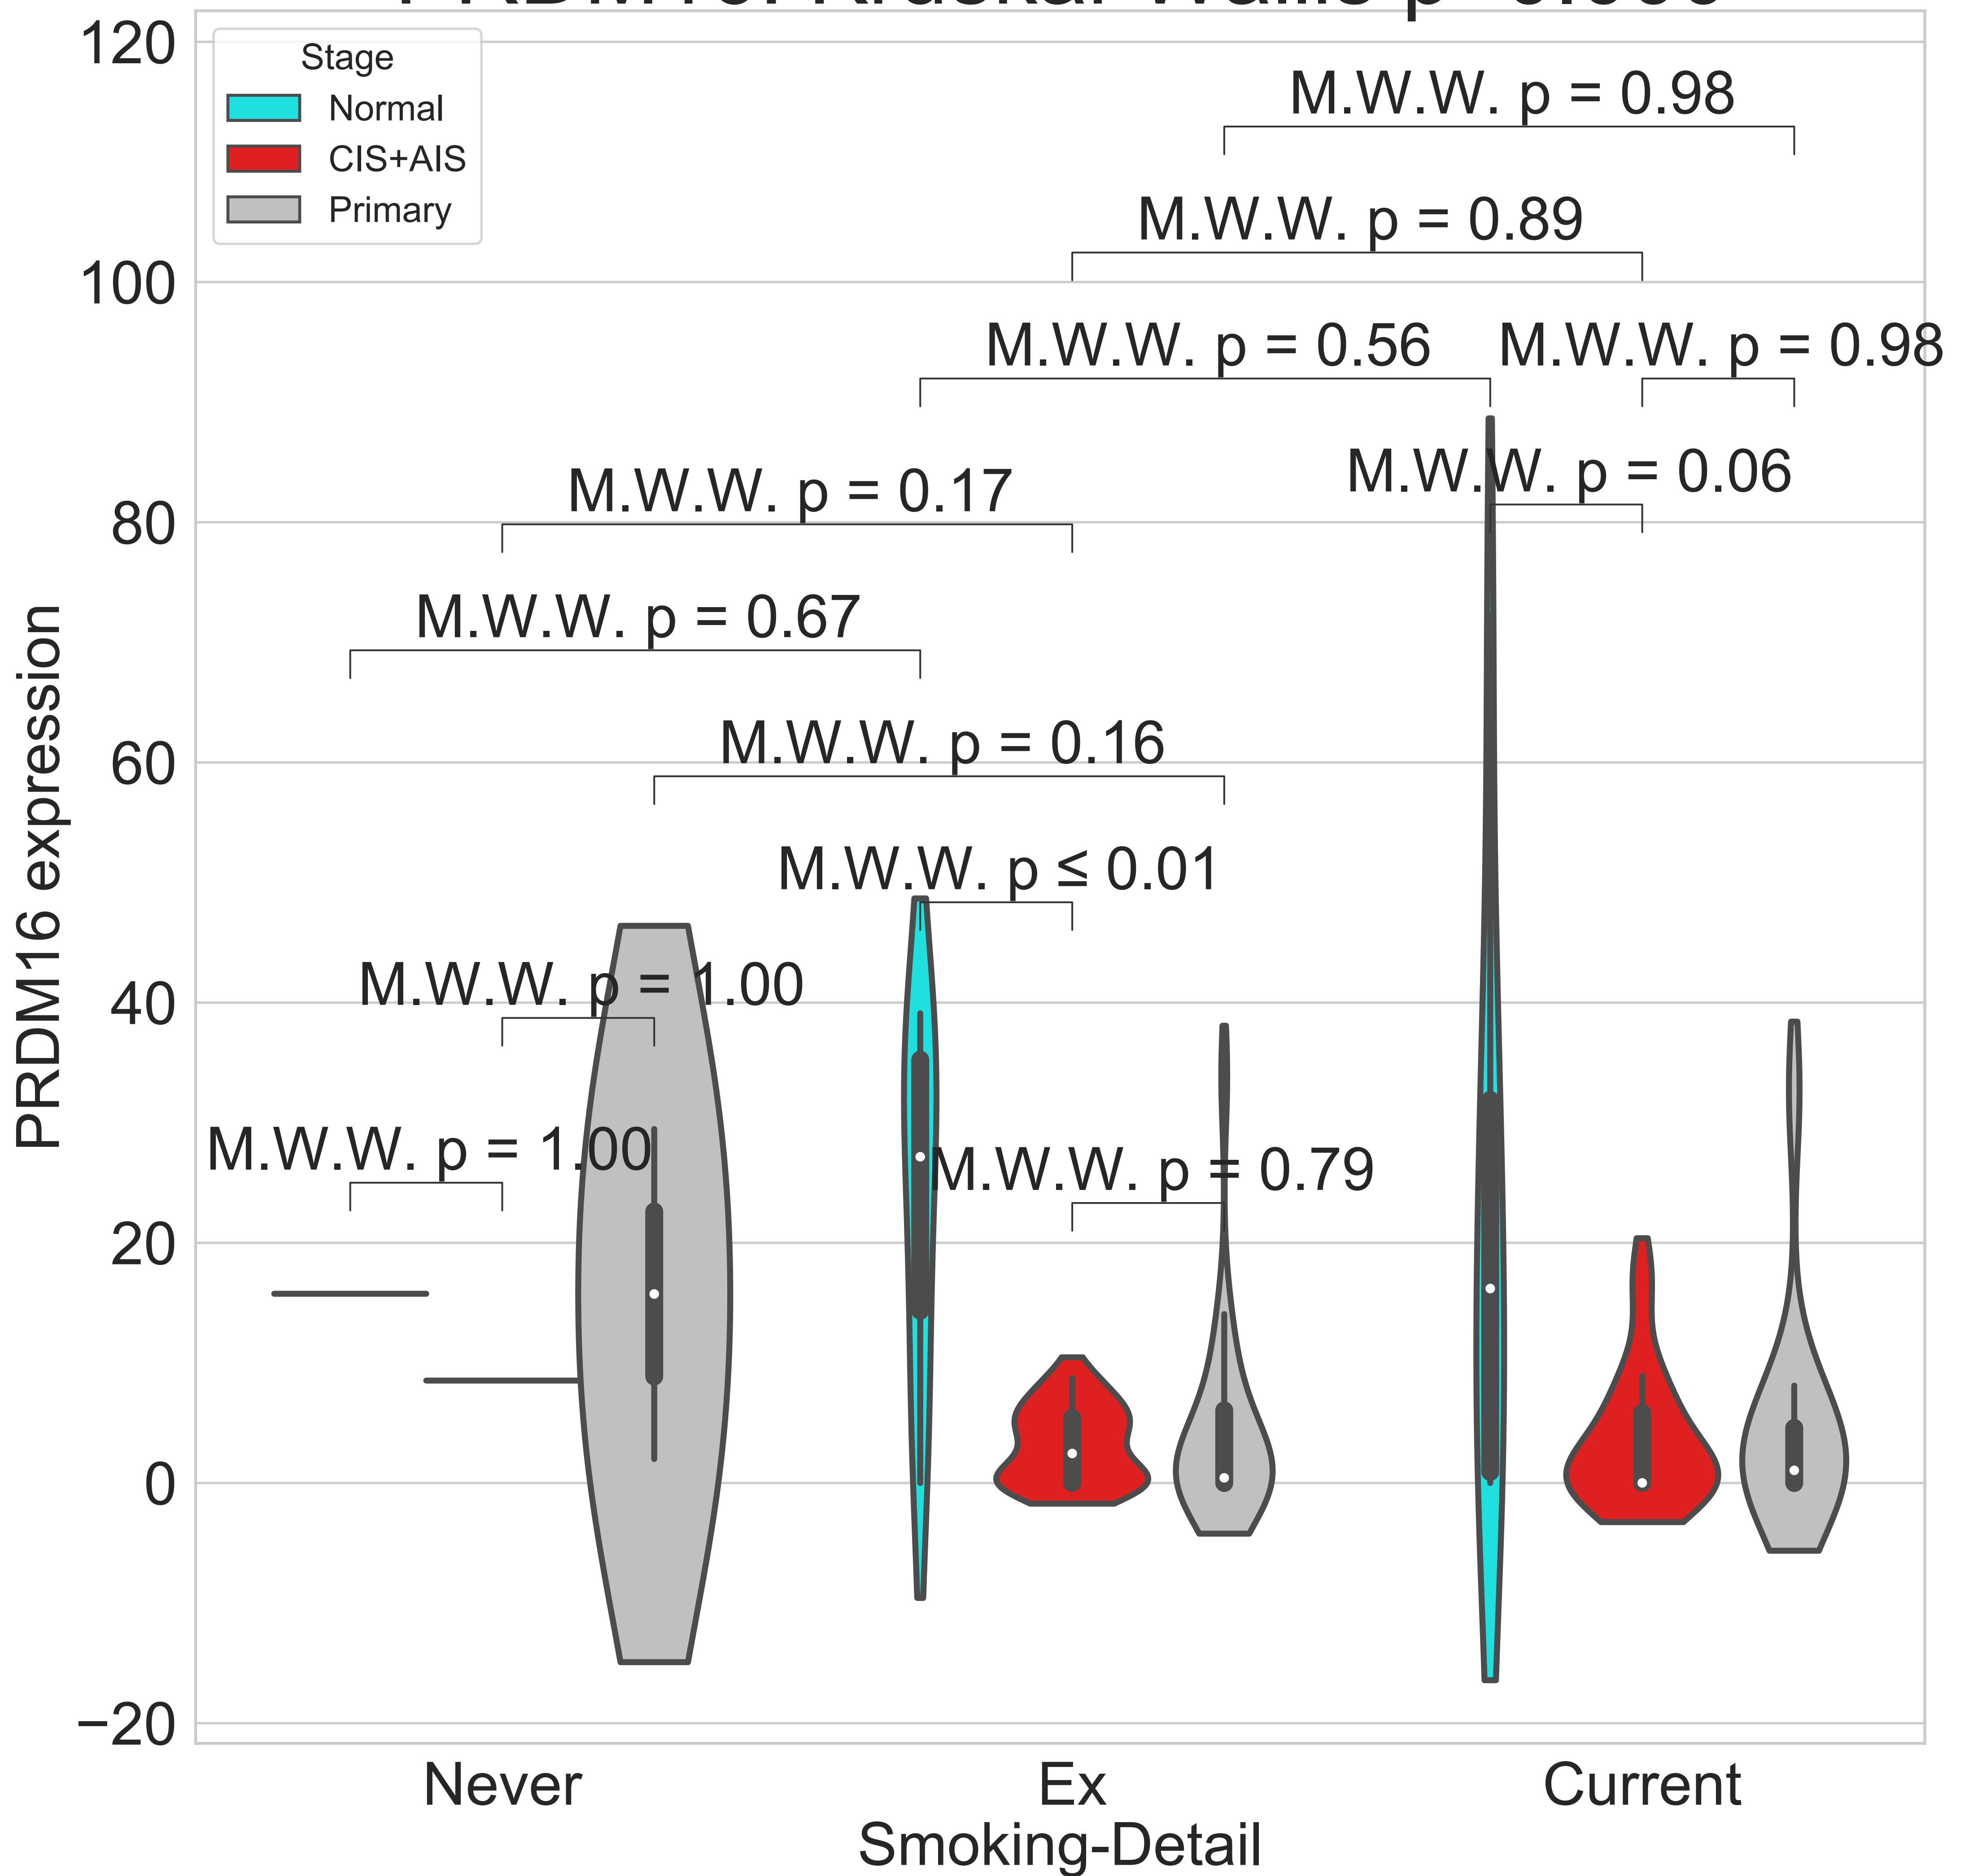 120
Stage
Normal
CIS+AIS
Primary
M.W.W. p = 0.98
M.W.W. p = 0.89
100
M.W.W. p = 0.56
M.W.W. p = 0.98
M.W.W. p = 0.17
M.W.W. p = 0.06
80
M.W.W. p = 0.67
M.W.W. p = 0.16
60
M.W.W. p ≤ 0.01
M.W.W. p = 1.00
40
M.W.W. p = 1.00
M.W.W. p = 0.79
20
0
−20
PRDM16 expression
Never
Ex
Current
Smoking-Detail